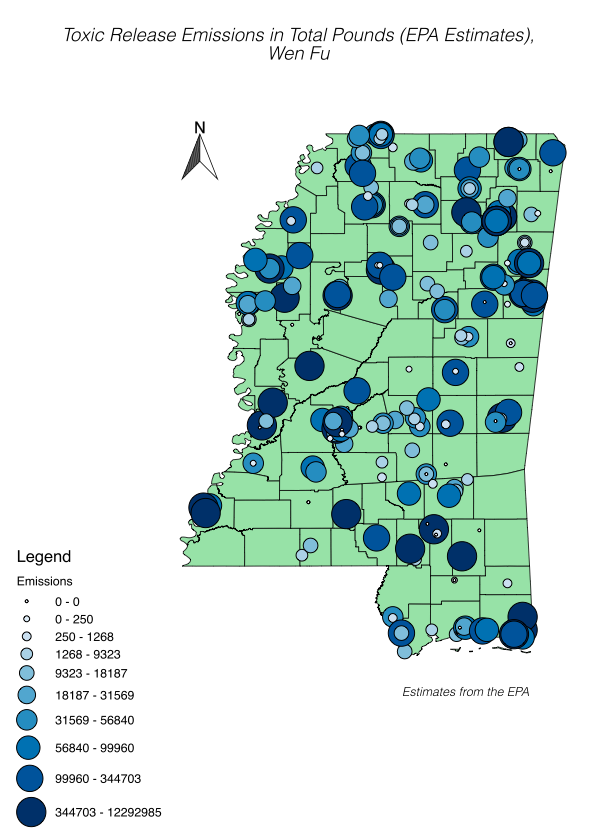 Toxic Release Emissions in Total Pounds (EPA Estimates),
Wen Fu
N
Legend
Emissions
0 - 0
0 - 250
250 - 1268
1268 - 9323
9323 - 18187
18187 - 31569
31569 - 56840
56840 - 99960
99960 - 344703
344703 - 12292985
Estimates from the EPA